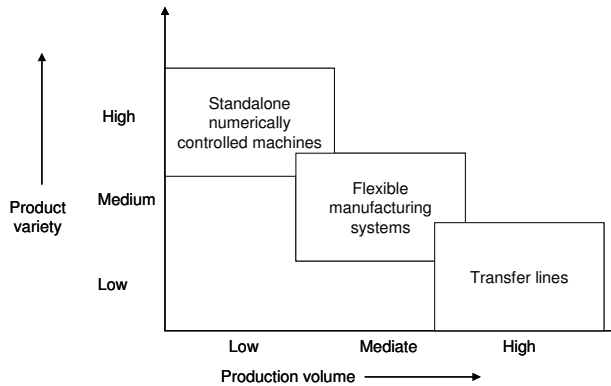 High
Standalone
numerically
controlled machines
Product
variety
Medium
Flexible
manufacturing
systems
Low
Transfer lines
Low
Mediate
High
Production volume